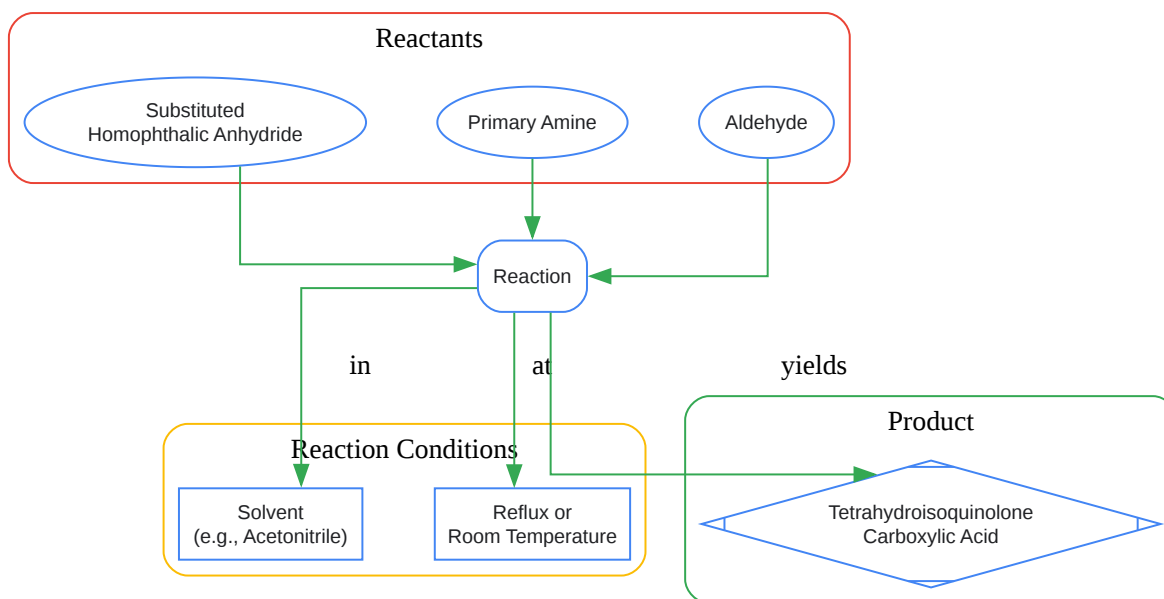 Reactants
Substituted
Homophthalic Anhydride
Primary Amine
Aldehyde
Reaction
in
at
yields
Reaction Conditions
Solvent
(e.g., Acetonitrile)
Reflux or
Room Temperature
Product
Tetrahydroisoquinolone
Carboxylic Acid